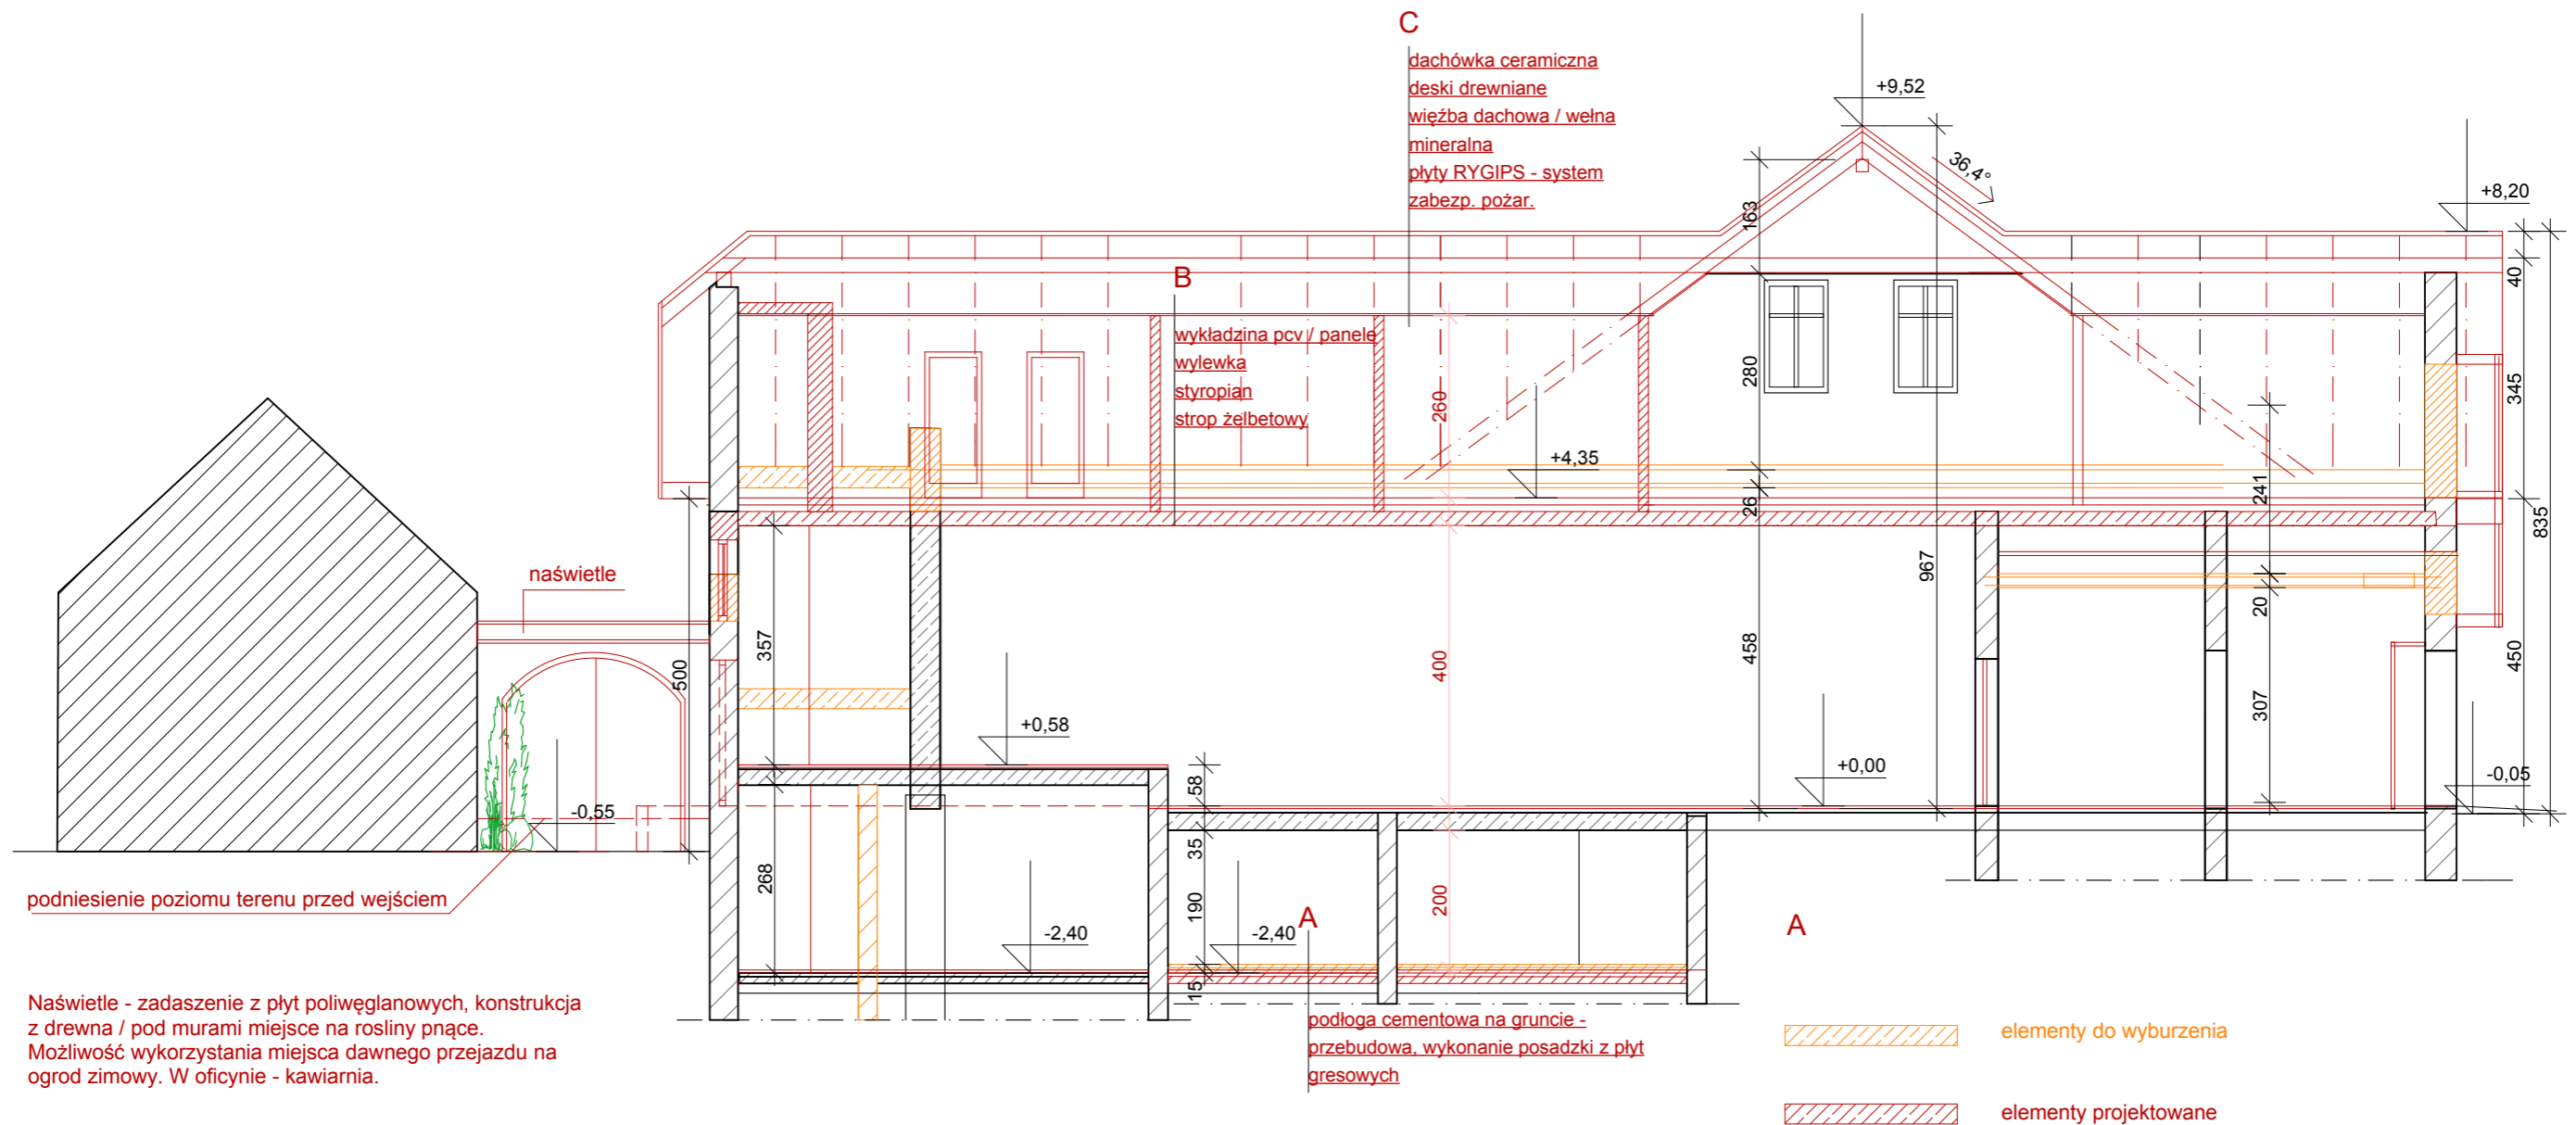 C
dachówka ceramiczna
deski drewniane
więźba dachowa / wełna
mineralna
płyty RYGIPS - system
zabezp. pożar.
+9,52
36,4°
+8,20
163
40
B
wykładzina pcv / panele
wylewka
styropian
strop żelbetowy
260
280
345
+4,35
26
241
835
naświetle
500
357
400
458
967
20
307
450
+0,58
58
+0,00
-0,05
-0,55
podniesienie poziomu terenu przed wejściem
268
35
190
200
-2,40
-2,40
15
A
A
Naświetle - zadaszenie z płyt poliwęglanowych, konstrukcja
z drewna / pod murami miejsce na rosliny pnące.
Możliwość wykorzystania miejsca dawnego przejazdu na
ogrod zimowy. W oficynie - kawiarnia.
podłoga cementowa na gruncie -
przebudowa, wykonanie posadzki z płyt
gresowych
elementy do wyburzenia
elementy projektowane